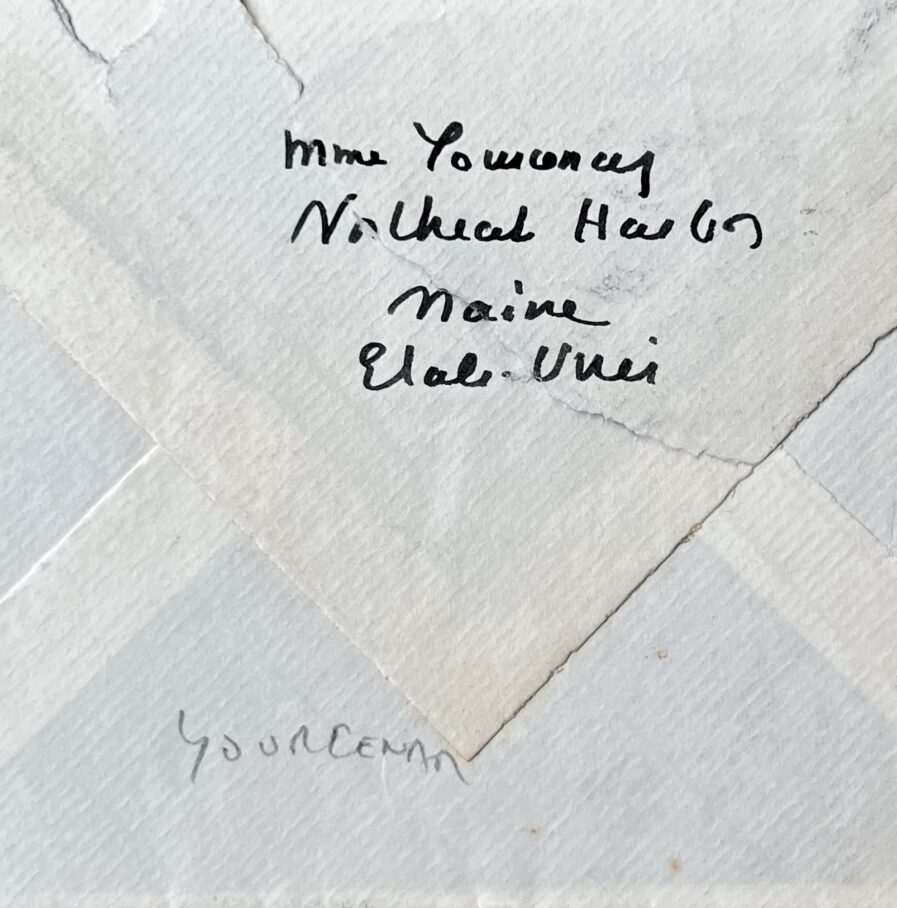 Mme Yourcenar
Northeast Harbor
Maine
Etats-Unis
YOURCENAR